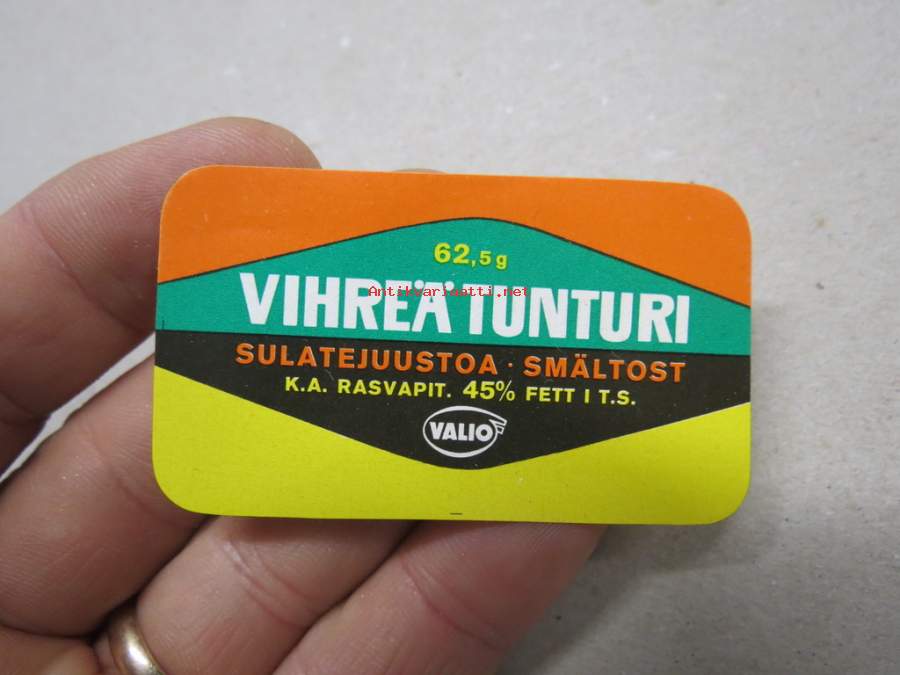 62,5 g
VIHREÄ TUNTURI
Antikvariaatti.net
SULATEJUUSTOA · SMÄLTOST
K.A. RASVAPIT. 45% FETT I T.S.
VALIO